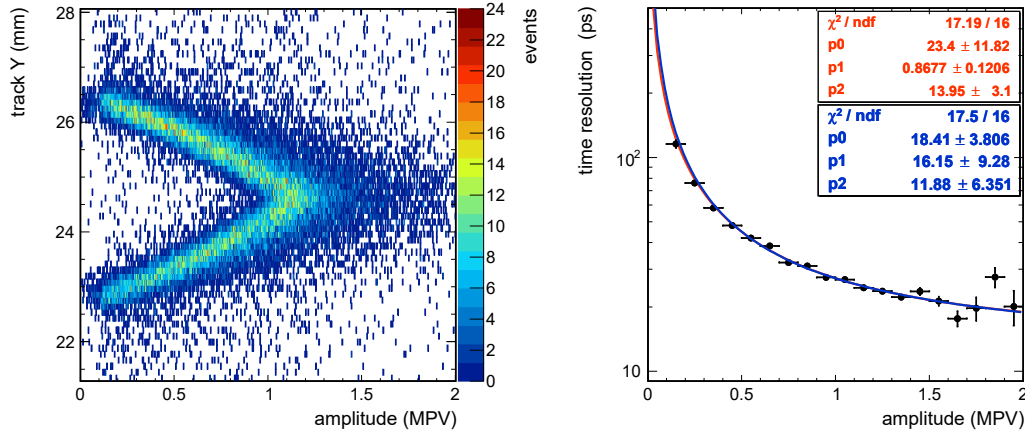 track Y (mm)
28
26
24
22
0
0.5
1
1.5
2
amplitude (MPV)
24
22
20
18
16
14
12
10
8
6
4
2
0
events
time resolution (ps)
10²
10
χ² / ndf 17.19 / 16
p0 23.4 ± 11.82
p1 0.8677 ± 0.1206
p2 13.95 ± 3.1
χ² / ndf 17.5 / 16
p0 18.41 ± 3.806
p1 16.15 ± 9.28
p2 11.88 ± 6.351
0
0.5
1
1.5
2
amplitude (MPV)